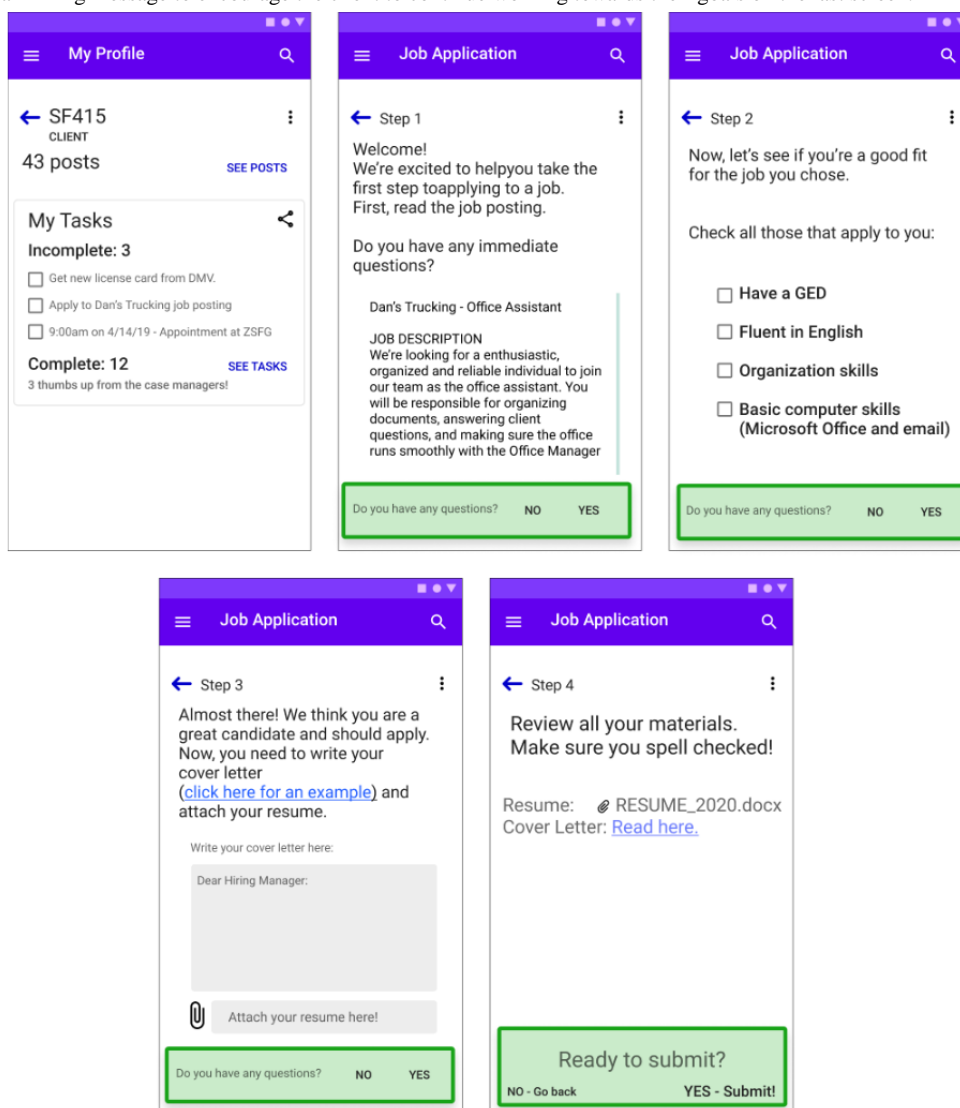 My Profile
SF415
CLIENT
43 posts
SEE POSTS
My Tasks
Incomplete: 3
Get new license card from DMV.
Apply to Dan's Trucking job posting
9:00am on 4/14/19 - Appointment at ZSFG
Complete: 12
SEE TASKS
3 thumbs up from the case managers!
Job Application
Step 1
Welcome!
We're excited to helpyou take the
first step toapplying to a job.
First, read the job posting.
Do you have any immediate
questions?
Dan's Trucking - Office Assistant
JOB DESCRIPTION
We're looking for a enthusiastic,
organized and reliable individual to join
our team as the office assistant. You
will be responsible for organizing
documents, answering client
questions, and making sure the office
runs smoothly with the Office Manager
Do you have any questions? NO YES
Job Application
Step 2
Now, let's see if you're a good fit
for the job you chose.
Check all those that apply to you:
Have a GED
Fluent in English
Organization skills
Basic computer skills
(Microsoft Office and email)
Do you have any questions? NO YES
Job Application
Step 3
Almost there! We think you are a
great candidate and should apply.
Now, you need to write your
cover letter
(click here for an example) and
attach your resume.
Write your cover letter here:
Dear Hiring Manager:
Attach your resume here!
Do you have any questions? NO YES
Job Application
Step 4
Review all your materials.
Make sure you spell checked!
Resume: RESUME_2020.docx
Cover Letter: Read here.
Ready to submit?
NO - Go back YES - Submit!